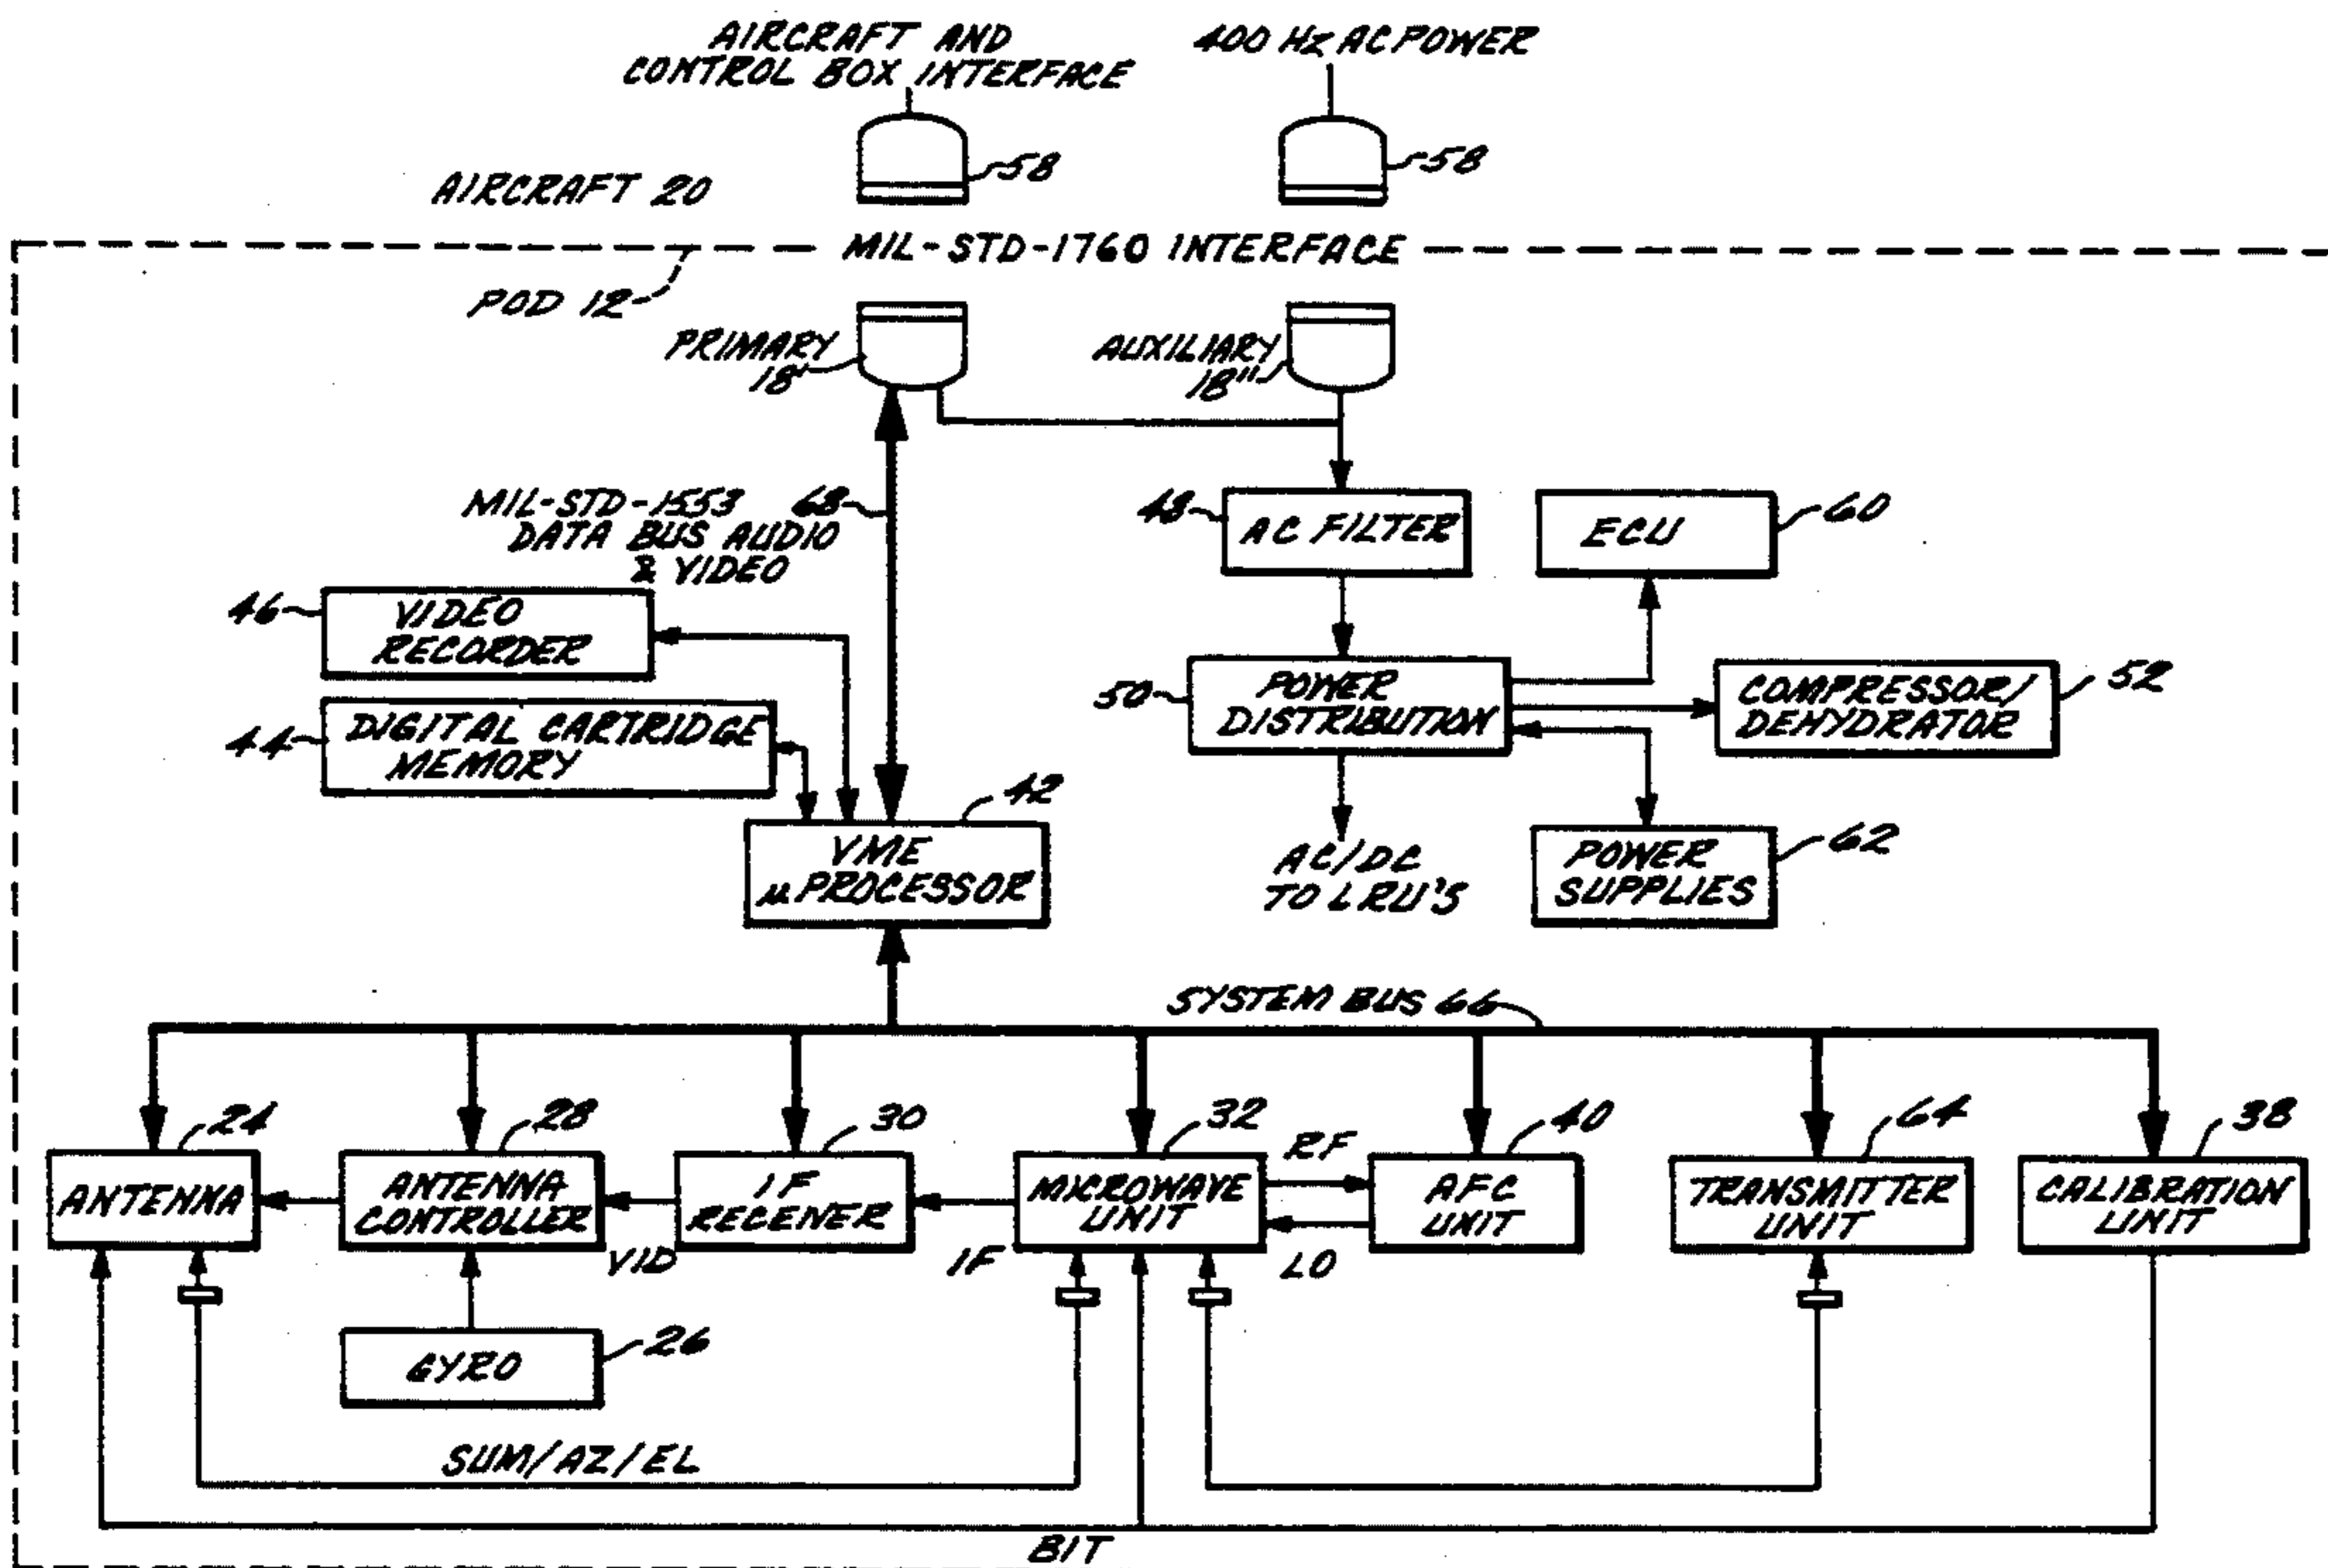 AIRCRAFT AND
CONTROL BOX INTERFACE
400 HZ AC POWER
58
58
AIRCRAFT 20
MIL-STD-1760 INTERFACE
POD 12
PRIMARY
18'
AUXILIARY
18"
MIL-STD-1553
DATA BUS AUDIO
& VIDEO
68
48
AC FILTER
ECU
60
46
VIDEO
RECORDER
50
POWER
DISTRIBUTION
COMPRESSOR/
DEHYDRATOR
52
44
DIGITAL CARTRIDGE
MEMORY
42
VME
μ PROCESSOR
AC/DC
TO LRU'S
POWER
SUPPLIES
62
SYSTEM BUS 66
24
28
30
32
RF
40
64
38
ANTENNA
ANTENNA
CONTROLLER
IF
RECEIVER
MICROWAVE
UNIT
AFC
UNIT
TRANSMITTER
UNIT
CALIBRATION
UNIT
VID
IF
LO
GYRO
26
SUM/AZ/EL
BIT